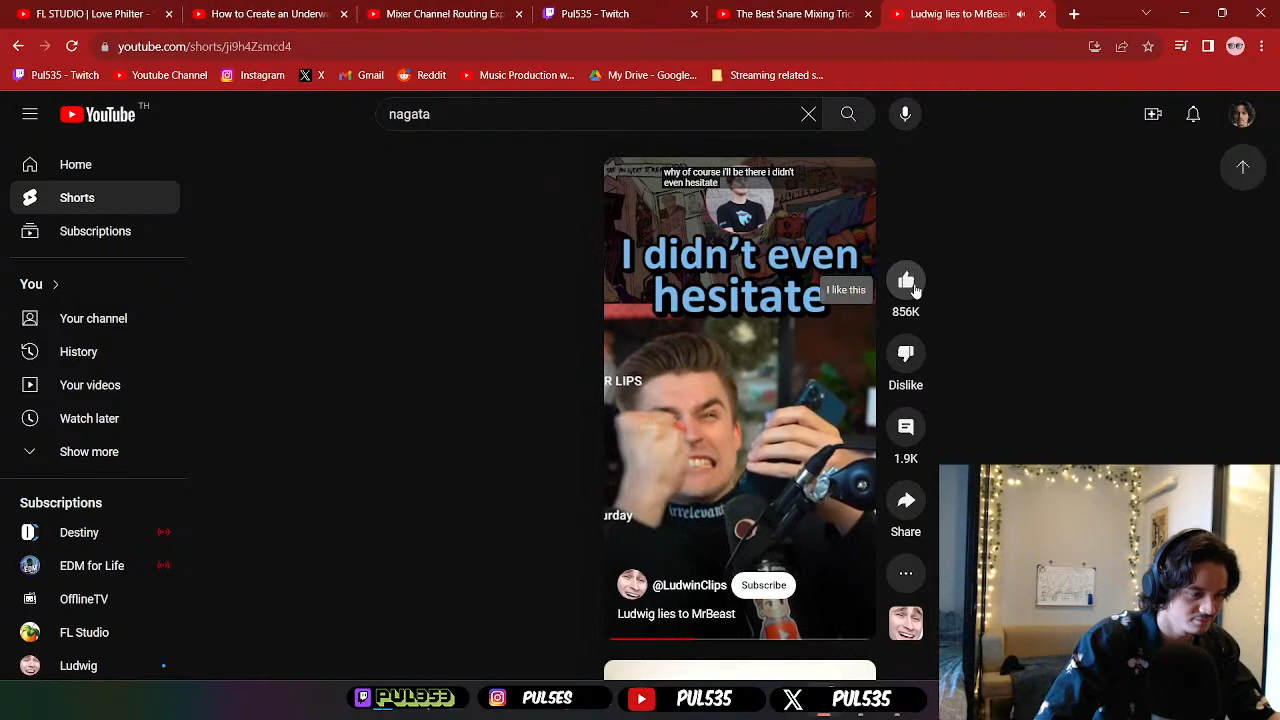 FL STUDIO | Love Philter -
How to Create an Underwa
Mixer Channel Routing Exp
Pul535 - Twitch
The Best Snare Mixing Tric
Ludwig lies to MrBeast
youtube.com/shorts/ji9h4Zsmcd4
Pul535 - Twitch
Youtube Channel
Instagram
X
Gmail
Reddit
Music Production w...
My Drive - Google...
Streaming related s...
YouTube TH
nagata
Home
Shorts
Subscriptions
You
Your channel
History
Your videos
Watch later
Show more
Subscriptions
Destiny
EDM for Life
OfflineTV
FL Studio
Ludwig
why of course i'll be there i didn't
even hesitate
I didn't even
hesitate
R LIPS
urday
irrelevant
@LudwinClips
Subscribe
Ludwig lies to MrBeast
I like this
856K
Dislike
1.9K
Share
PUL353
PUL5ES
PUL535
PUL535